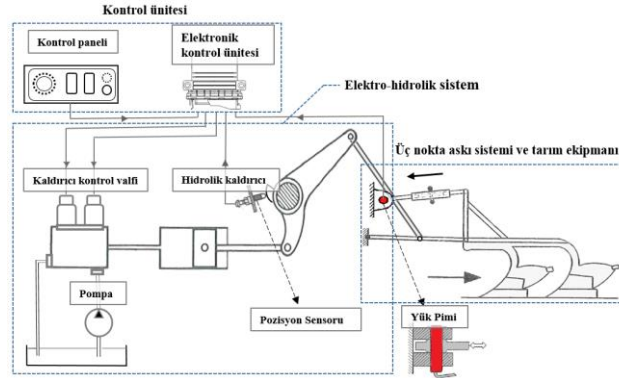 Kontrol ünitesi
Kontrol paneli
Elektronik
kontrol ünitesi
Elektro-hidrolik sistem
Üç nokta askı sistemi ve tarım ekipmanı
Kaldırıcı kontrol valfi
Hidrolik kaldırıcı
Pompa
Pozisyon Sensoru
Yük Pimi